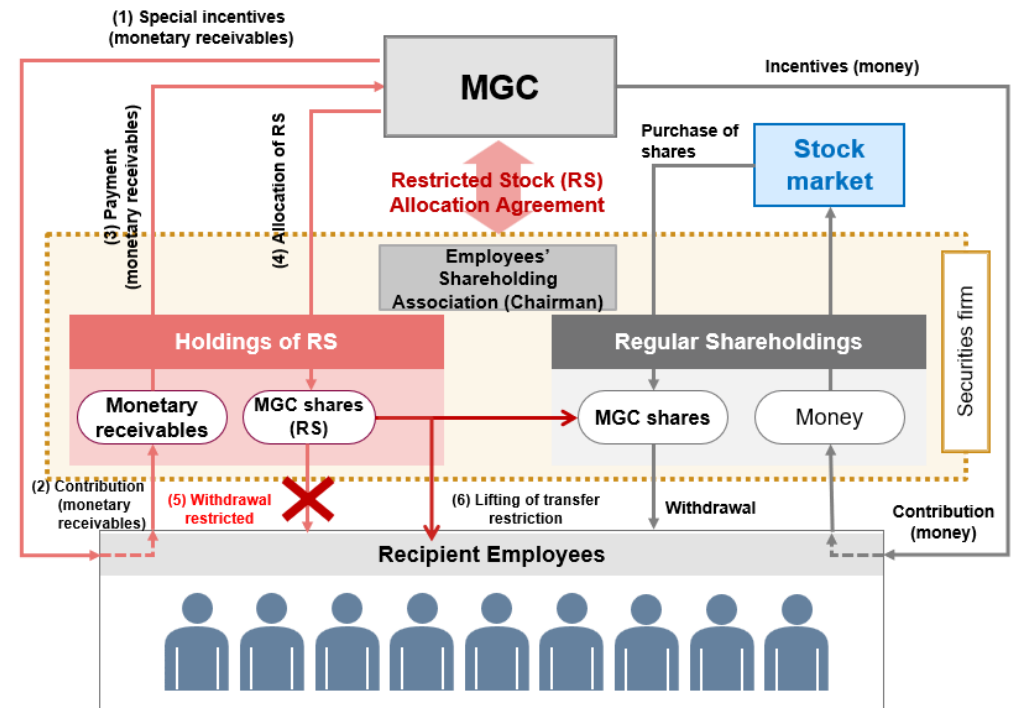 (1) Special incentives
(monetary receivables)
MGC
Incentives (money)
Purchase of
shares
Stock
market
(3) Payment
(monetary receivables)
(4) Allocation of RS
Restricted Stock (RS)
Allocation Agreement
Employees’
Shareholding
Association (Chairman)
Securities firm
Holdings of RS
Regular Shareholdings
Monetary
receivables
MGC shares
(RS)
MGC shares
Money
(2) Contribution
(monetary
receivables)
(5) Withdrawal
restricted
(6) Lifting of transfer
restriction
Withdrawal
Contribution
(money)
Recipient Employees